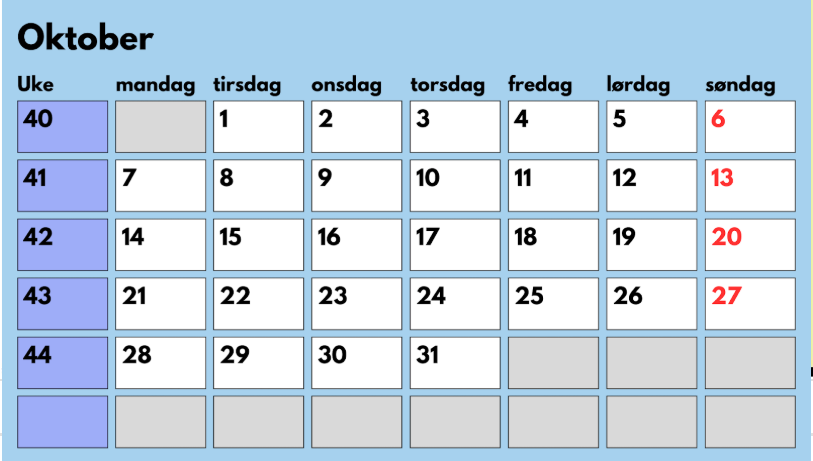 Oktober
Uke mandag tirsdag onsdag torsdag fredag lørdag søndag
40 1 2 3 4 5 6
41 7 8 9 10 11 12 13
42 14 15 16 17 18 19 20
43 21 22 23 24 25 26 27
44 28 29 30 31